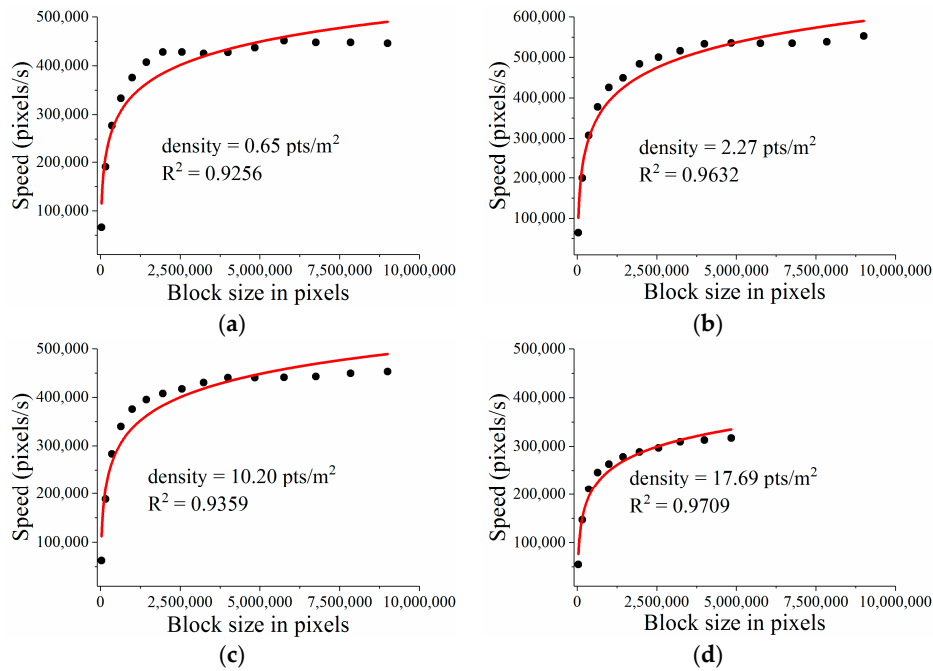 500,000
400,000
300,000
200,000
100,000
Speed (pixels/s)
density = 0.65 pts/m²
R² = 0.9256
0 2,500,000 5,000,000 7,500,000 10,000,000
Block size in pixels
(a)
600,000
500,000
400,000
300,000
200,000
100,000
Speed (pixels/s)
density = 2.27 pts/m²
R² = 0.9632
0 2,500,000 5,000,000 7,500,000 10,000,000
Block size in pixels
(b)
500,000
400,000
300,000
200,000
100,000
Speed (pixels/s)
density = 10.20 pts/m²
R² = 0.9359
0 2,500,000 5,000,000 7,500,000 10,000,000
Block size in pixels
(c)
500,000
400,000
300,000
200,000
100,000
Speed (pixels/s)
density = 17.69 pts/m²
R² = 0.9709
0 2,500,000 5,000,000 7,500,000 10,000,000
Block size in pixels
(d)